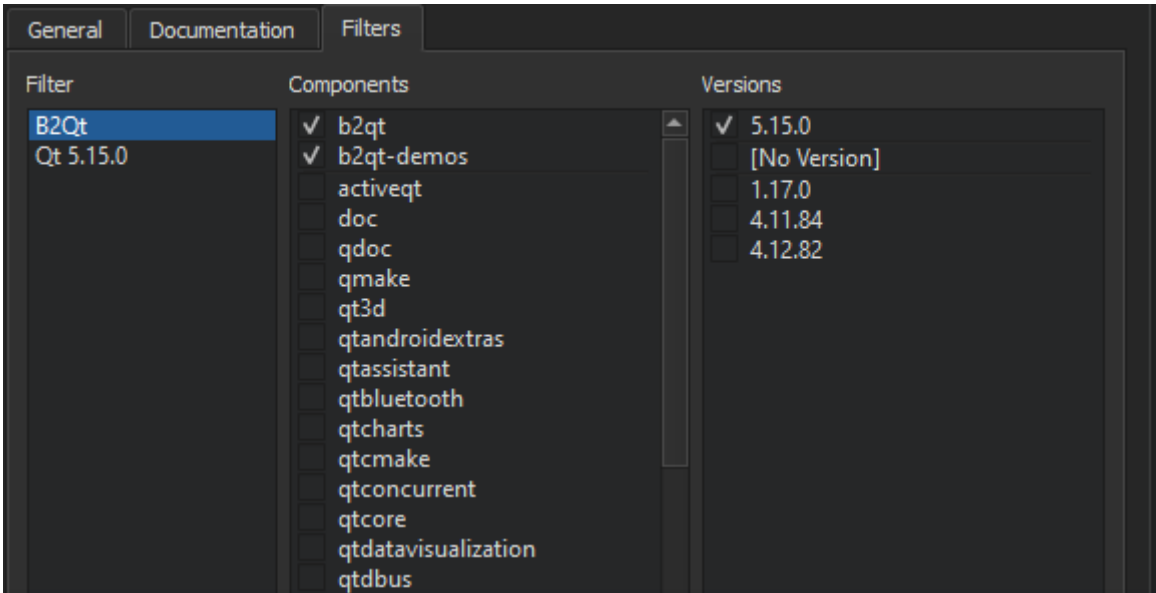 General Documentation Filters
Filter
B2Qt
Qt 5.15.0
Components
b2qt
b2qt-demos
activeqt
doc
qdoc
qmake
qt3d
qtandroidextras
qtassistant
qtbluetooth
qtcharts
qtcmake
qtconcurrent
qtcore
qtdatavisualization
qtdbus
Versions
5.15.0
[No Version]
1.17.0
4.11.84
4.12.82